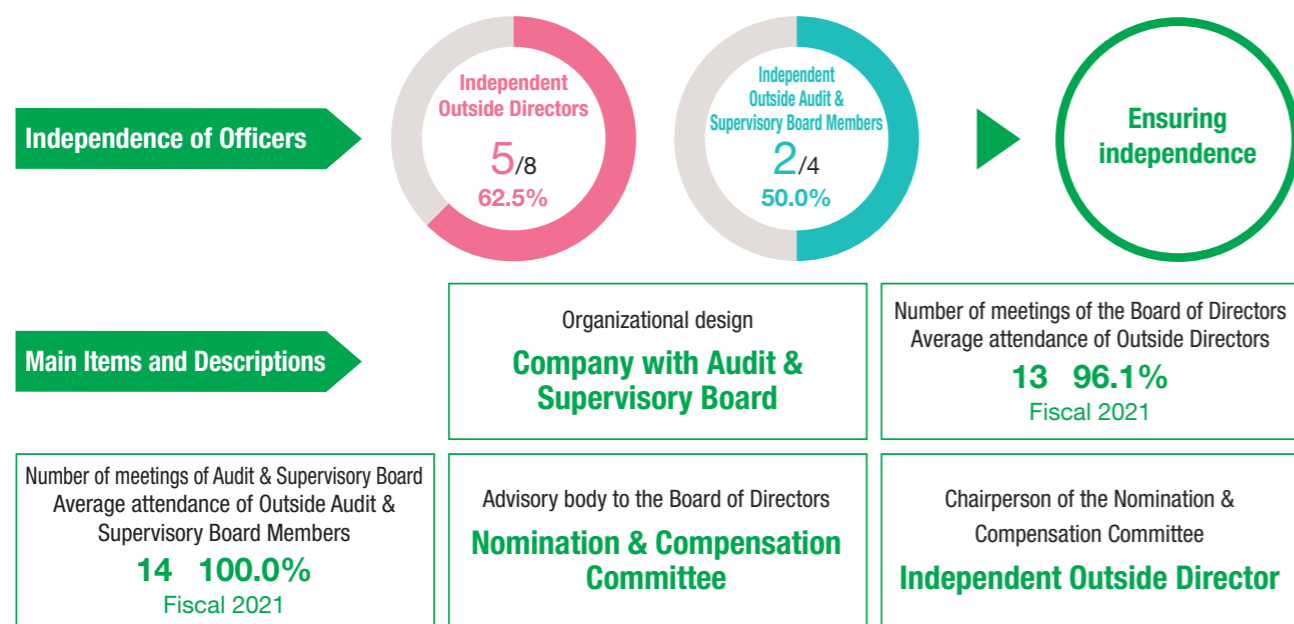 Independence of Officers
Independent
Outside Directors
5/8
62.5%
Independent
Outside Audit &
Supervisory Board Members
2/4
50.0%
Ensuring
independence
Main Items and Descriptions
Organizational design
Company with Audit &
Supervisory Board
Number of meetings of the Board of Directors
Average attendance of Outside Directors
13 96.1%
Fiscal 2021
Number of meetings of Audit & Supervisory Board
Average attendance of Outside Audit &
Supervisory Board Members
14 100.0%
Fiscal 2021
Advisory body to the Board of Directors
Nomination & Compensation
Committee
Chairperson of the Nomination &
Compensation Committee
Independent Outside Director